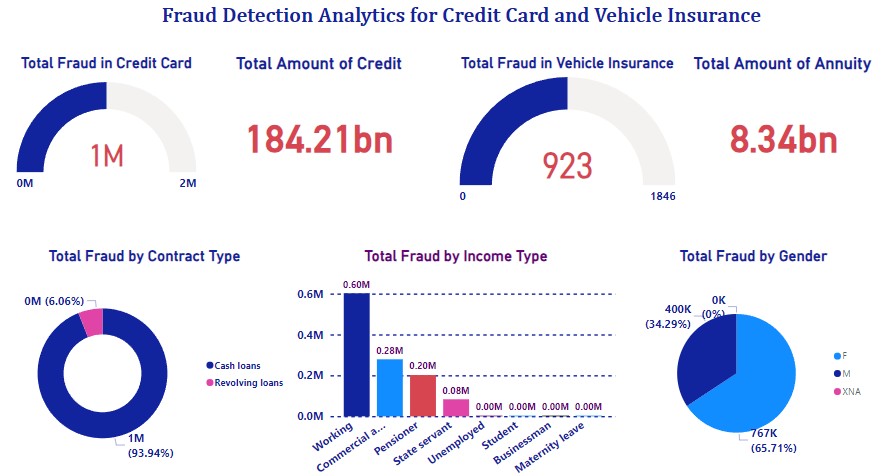 Fraud Detection Analytics for Credit Card and Vehicle Insurance
Total Fraud in Credit Card
1M
0M
2M
Total Amount of Credit
184.21bn
Total Fraud in Vehicle Insurance
923
0
1846
Total Amount of Annuity
8.34bn
Total Fraud by Contract Type
0M (6.06%)
1M
(93.94%)
Cash loans
Revolving loans
Total Fraud by Income Type
0.6M
0.4M
0.2M
0.0M
0.60M
0.28M
0.20M
0.08M
0.00M
0.00M
0.00M
0.00M
Working
Commercial a...
Pensioner
State servant
Unemployed
Student
Businessman
Maternity leave
Total Fraud by Gender
0K
(0%)
400K
(34.29%)
767K
(65.71%)
F
M
XNA